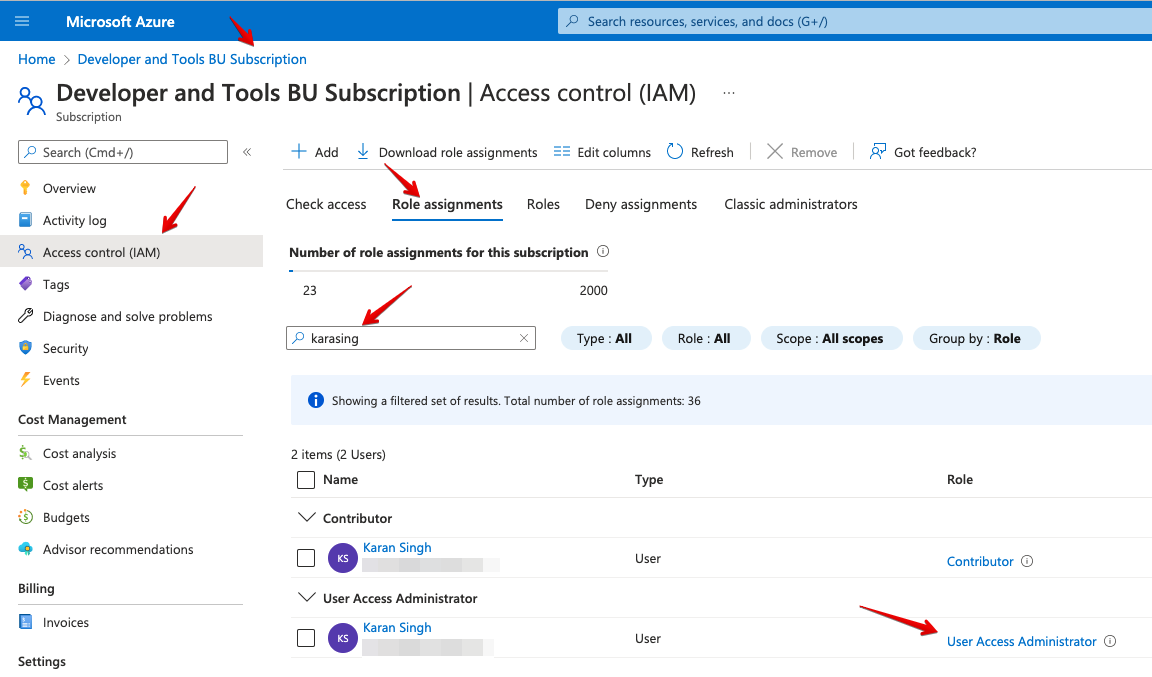 Microsoft Azure
Search resources, services, and docs (G+/)
Home > Developer and Tools BU Subscription
Developer and Tools BU Subscription | Access control (IAM) ...
Subscription
Search (Cmd+/) «
Overview
Activity log
Access control (IAM)
Tags
Diagnose and solve problems
Security
Events
Cost Management
Cost analysis
Cost alerts
Budgets
Advisor recommendations
Billing
Invoices
Settings
Add Download role assignments Edit columns Refresh Remove Got feedback?
Check access Role assignments Roles Deny assignments Classic administrators
Number of role assignments for this subscription
23 2000
karasing
Type : All Role : All Scope : All scopes Group by : Role
Showing a filtered set of results. Total number of role assignments: 36
2 items (2 Users)
Name Type Role
Contributor
KS Karan Singh User Contributor
User Access Administrator
KS Karan Singh User User Access Administrator